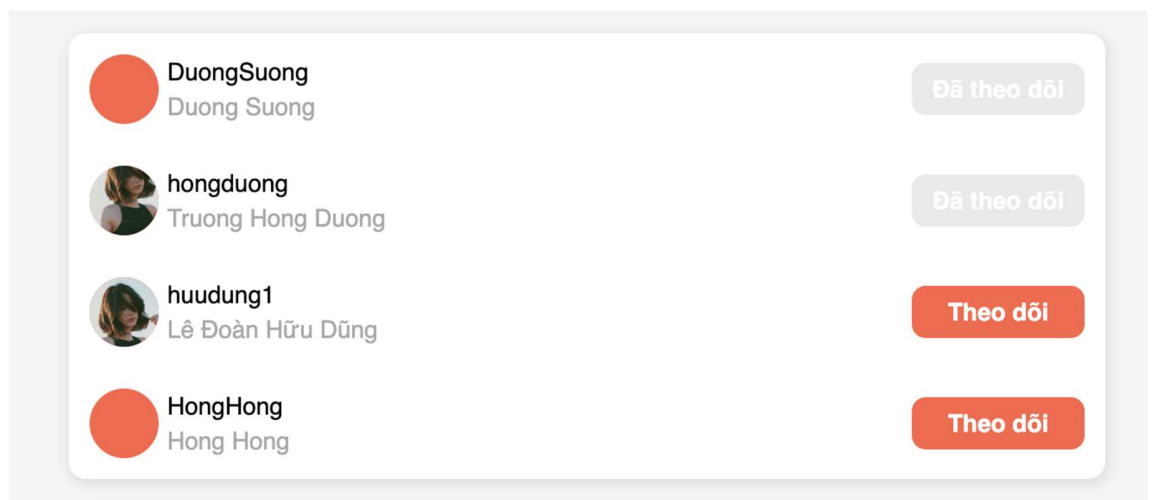 DuongSuong
Duong Suong
Đã theo dõi
hongduong
Truong Hong Duong
Đã theo dõi
huudung1
Lê Đoàn Hữu Dũng
Theo dõi
HongHong
Hong Hong
Theo dõi